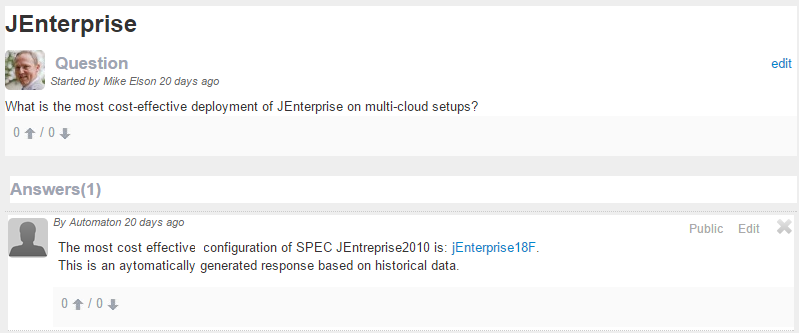 JEnterprise
Question
edit
Started by Mike Elson 20 days ago
What is the most cost-effective deployment of JEnterprise on multi-cloud setups?
0 / 0
Answers(1)
By Automaton 20 days ago
Public Edit
The most cost effective configuration of SPEC JEntreprise2010 is: jEnterprise18F.
This is an aytomatically generated response based on historical data.
0 / 0